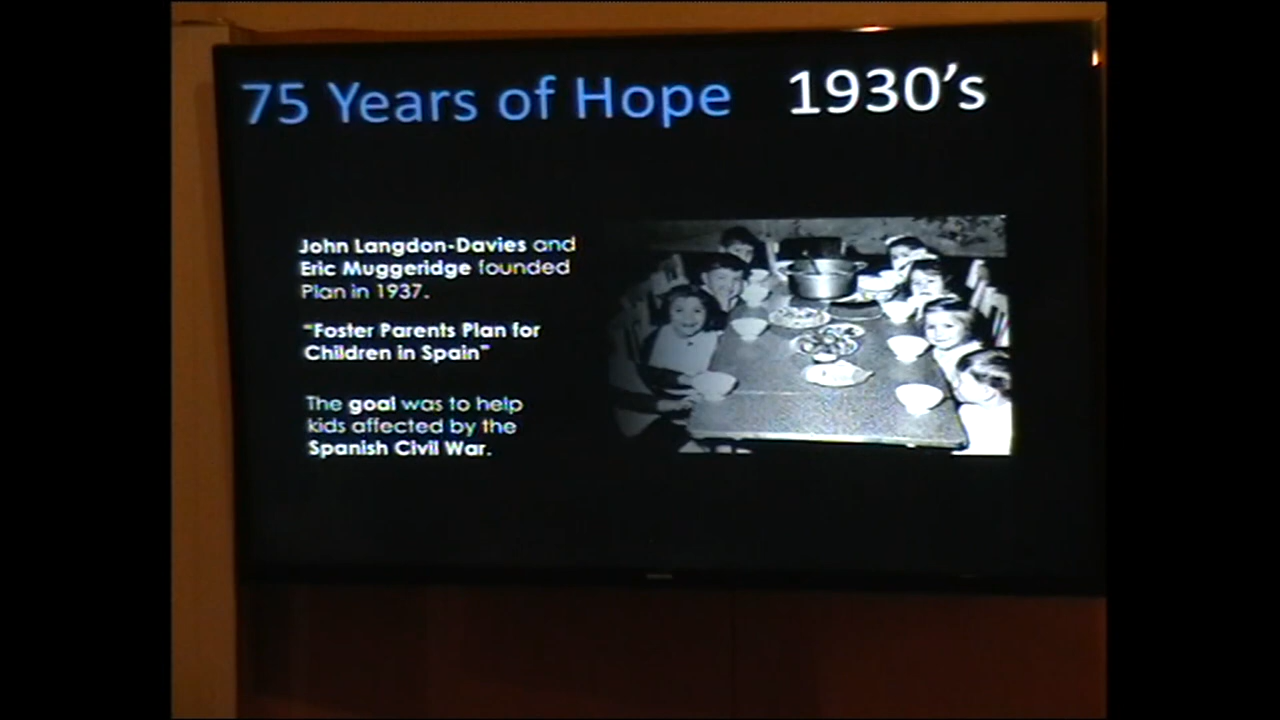 75 Years of Hope 1930's
John Langdon-Davies and
Eric Muggeridge founded
Plan in 1937.
"Foster Parents Plan for
Children in Spain"
The goal was to help
kids affected by the
Spanish Civil War.